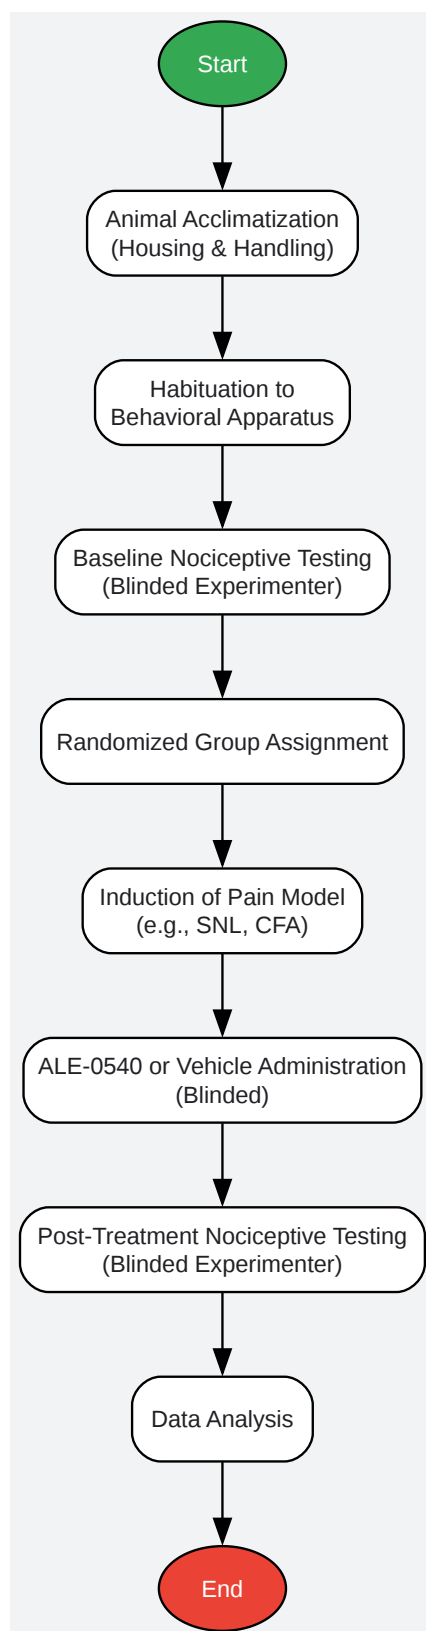 Start
Animal Acclimatization
(Housing & Handling)
Habituation to
Behavioral Apparatus
Baseline Nociceptive Testing
(Blinded Experimenter)
Randomized Group Assignment
Induction of Pain Model
(e.g., SNL, CFA)
ALE-0540 or Vehicle Administration
(Blinded)
Post-Treatment Nociceptive Testing
(Blinded Experimenter)
Data Analysis
End